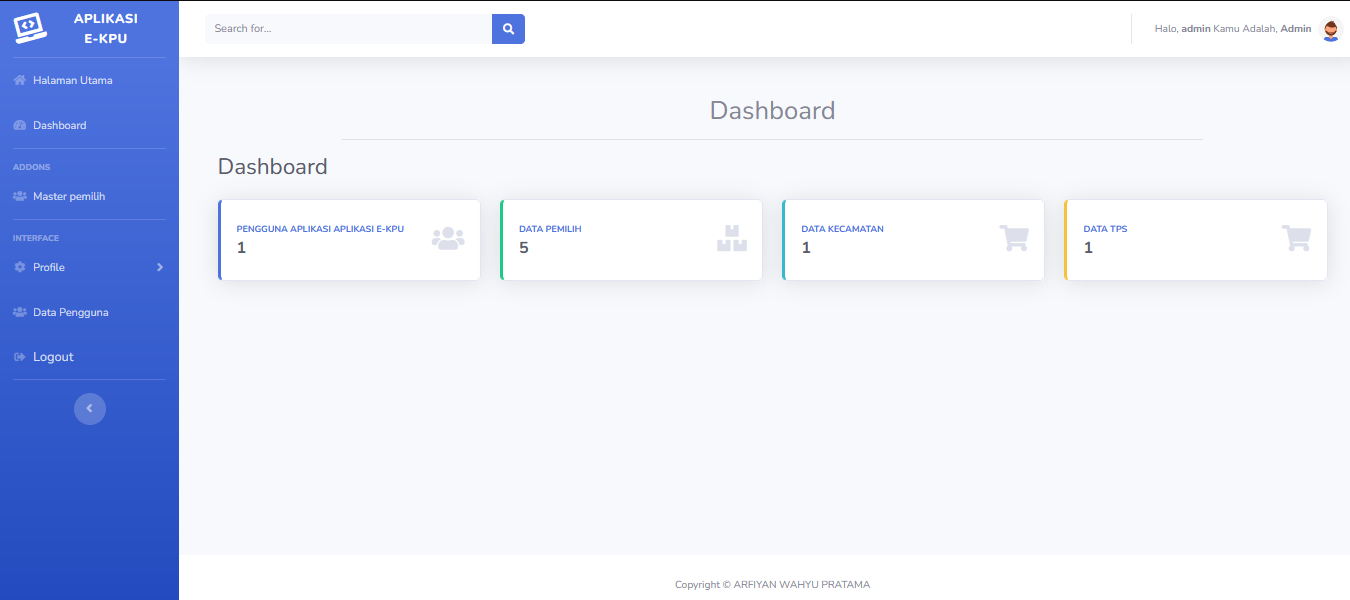 APLIKASI
E-KPU
Halaman Utama
Dashboard
ADDONS
Master pemilih
INTERFACE
Profile
Data Pengguna
Logout
Search for...
Halo, admin Kamu Adalah, Admin
Dashboard
Dashboard
PENGGUNA APLIKASI APLIKASI E-KPU
1
DATA PEMILIH
5
DATA KECAMATAN
1
DATA TPS
1
Copyright © ARFIYAN WAHYU PRATAMA